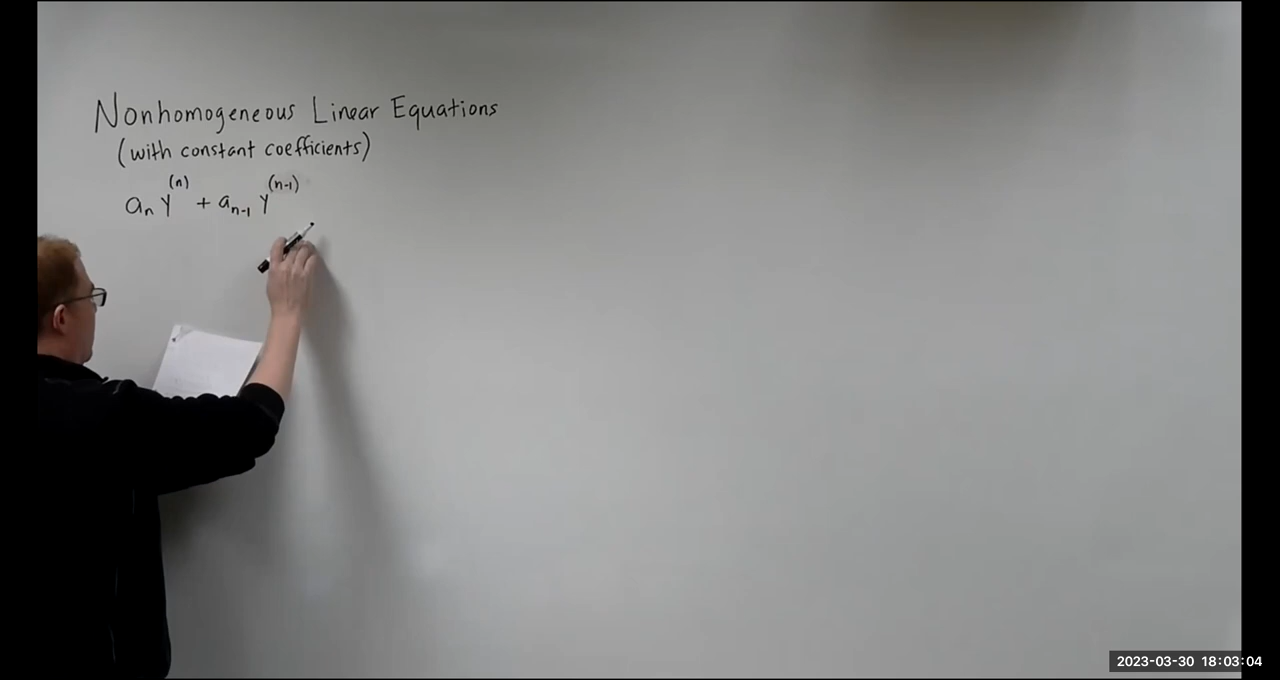 Nonhomogeneous Linear Equations
(with constant coefficients)
aₙ y⁽ⁿ⁾ + aₙ₋₁ y⁽ⁿ⁻¹⁾
2023-03-30 18:03:04